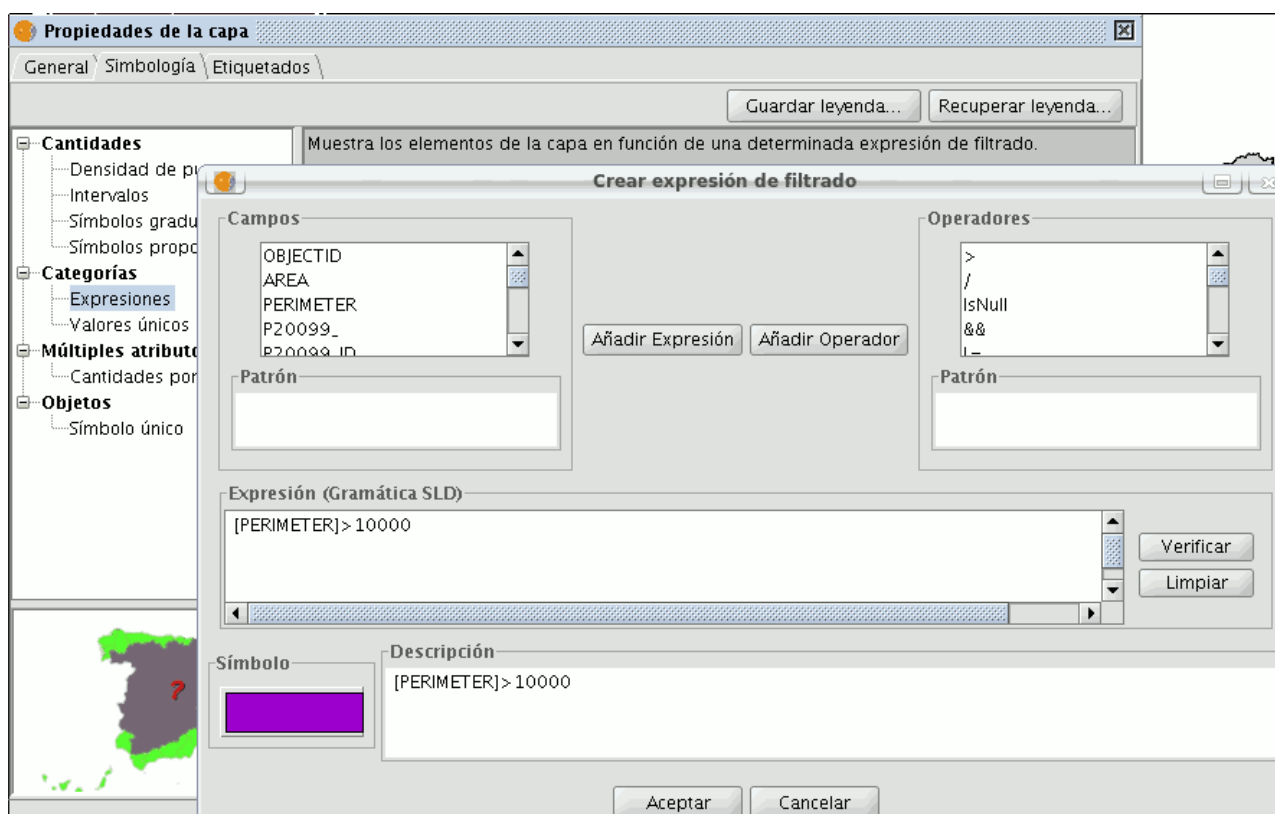 Propiedades de la capa
General Simbología Etiquetados
Guardar leyenda... Recuperar leyenda...
Cantidades
Densidad de
Intervalos
Símbolos gradu
Símbolos propo
Categorías
Expresiones
Valores únicos
Múltiples atributo
Cantidades por
Objetos
Símbolo único
Muestra los elementos de la capa en función de una determinada expresión de filtrado.
Crear expresión de filtrado
Campos
OBJECTID
AREA
PERIMETER
P20099_
P20099_ID
Patrón
Añadir Expresión Añadir Operador
Operadores
>
/
IsNull
&&
!=
Patrón
Expresión (Gramática SLD)
[PERIMETER]>10000
Verificar
Limpiar
Símbolo
Descripción
[PERIMETER]>10000
?
Aceptar Cancelar